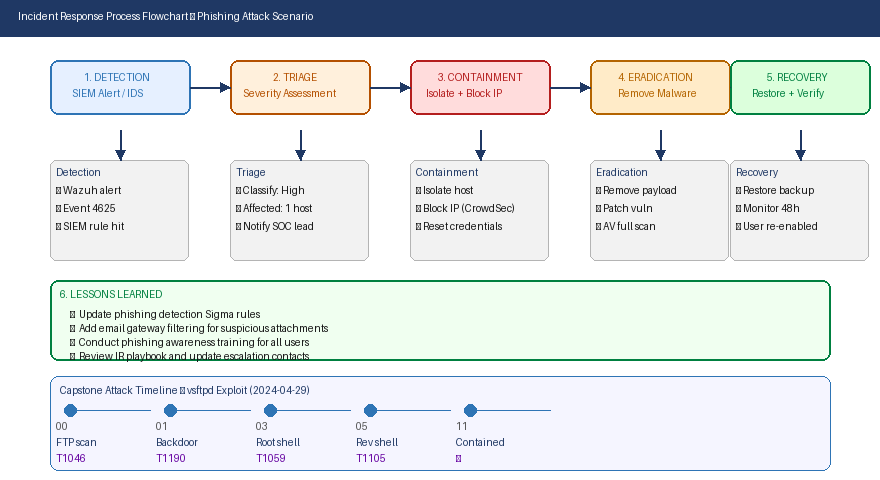 Incident Response Process Flowchart▯Phishing Attack Scenario
1. DETECTION
SIEM Alert / IDS
2. TRIAGE
Severity Assessment
3. CONTAINMENT
Isolate + Block IP
4. ERADICATION
Remove Malware
5. RECOVERY
Restore + Verify
Detection
▯ Wazuh alert
▯ Event 4625
▯ SIEM rule hit
Triage
▯ Classify: High
▯ Affected: 1 host
▯ Notify SOC lead
Containment
▯ Isolate host
▯ Block IP (CrowdSec)
▯ Reset credentials
Eradication
▯ Remove payload
▯ Patch vuln
▯ AV full scan
Recovery
▯ Restore backup
▯ Monitor 48h
▯ User re-enabled
6. LESSONS LEARNED
▯ Update phishing detection Sigma rules
▯ Add email gateway filtering for suspicious attachments
▯ Conduct phishing awareness training for all users
▯ Review IR playbook and update escalation contacts
Capstone Attack Timeline ▯ vsftpd Exploit (2024-04-29)
00
FTP scan
T1046
01
Backdoor
T1190
03
Root shell
T1059
05
Rev shell
T1105
11
Contained
▯